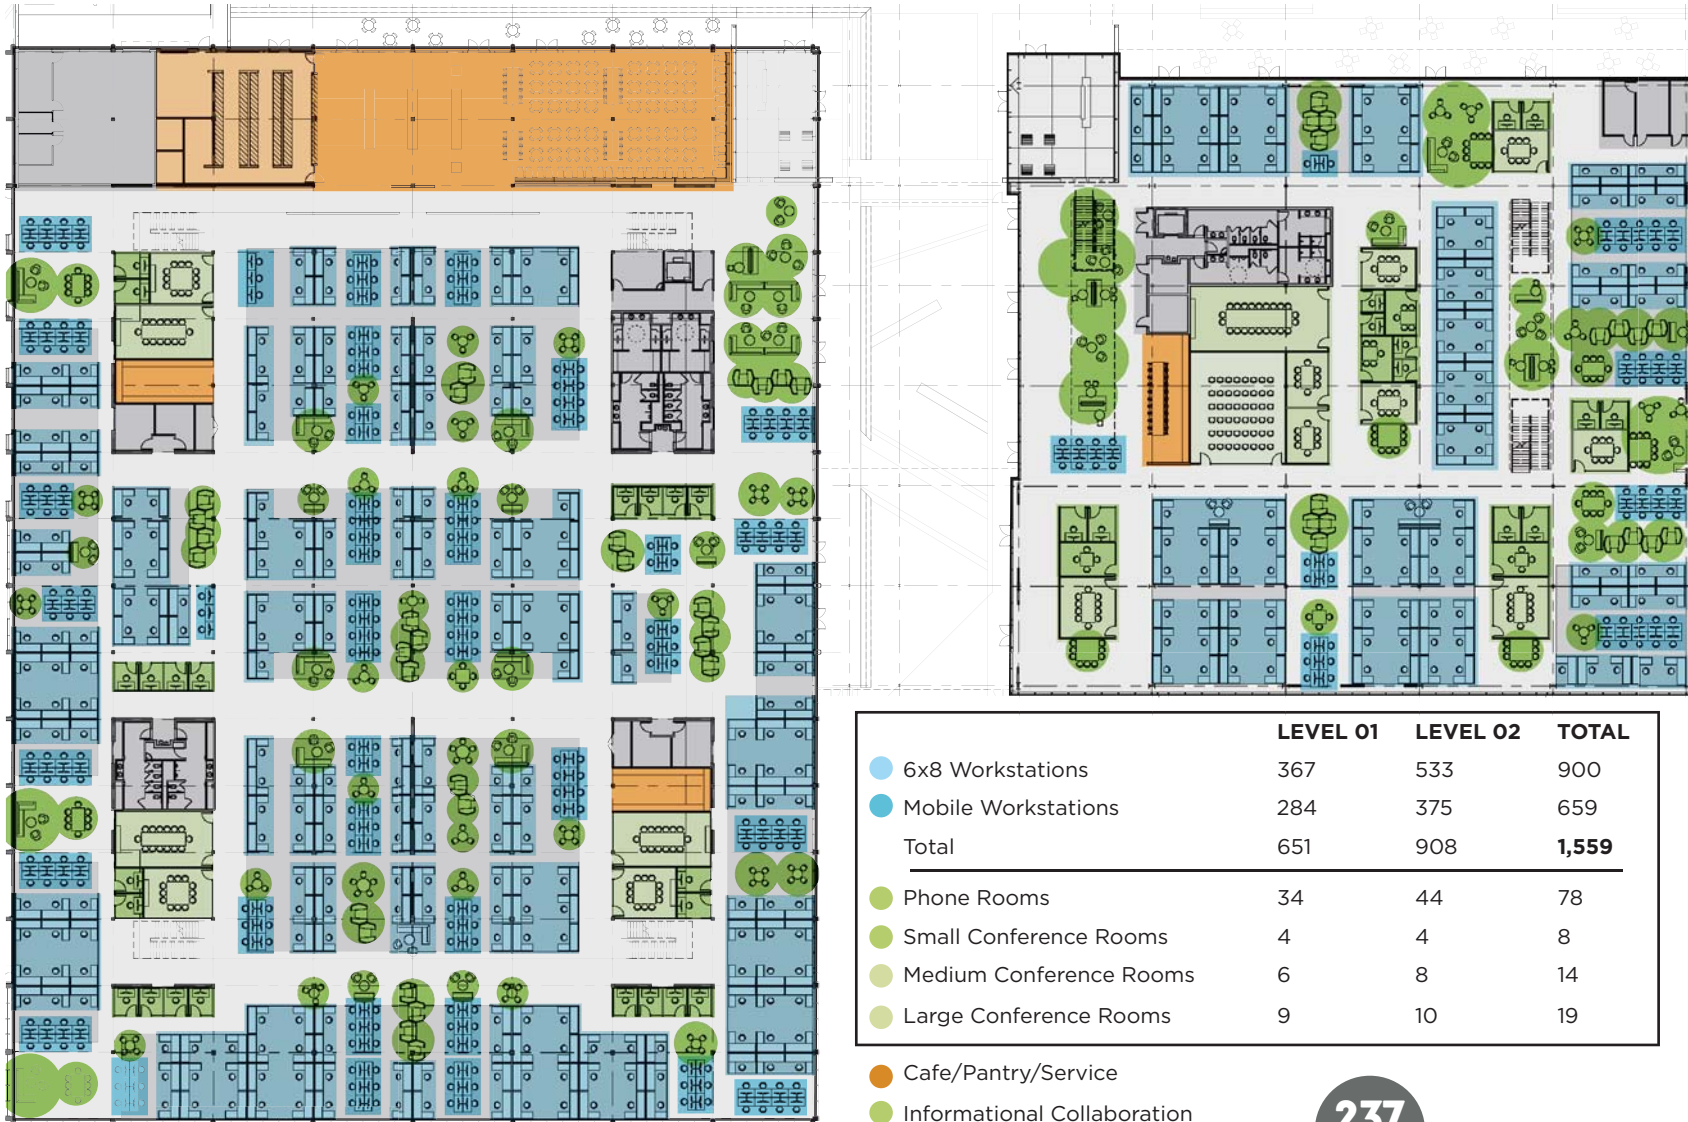 LEVEL 01 LEVEL 02 TOTAL
6x8 Workstations 367 533 900
Mobile Workstations 284 375 659
Total 651 908 1,559
Phone Rooms 34 44 78
Small Conference Rooms 4 4 8
Medium Conference Rooms 6 8 14
Large Conference Rooms 9 10 19
Cafe/Pantry/Service
Informational Collaboration
237